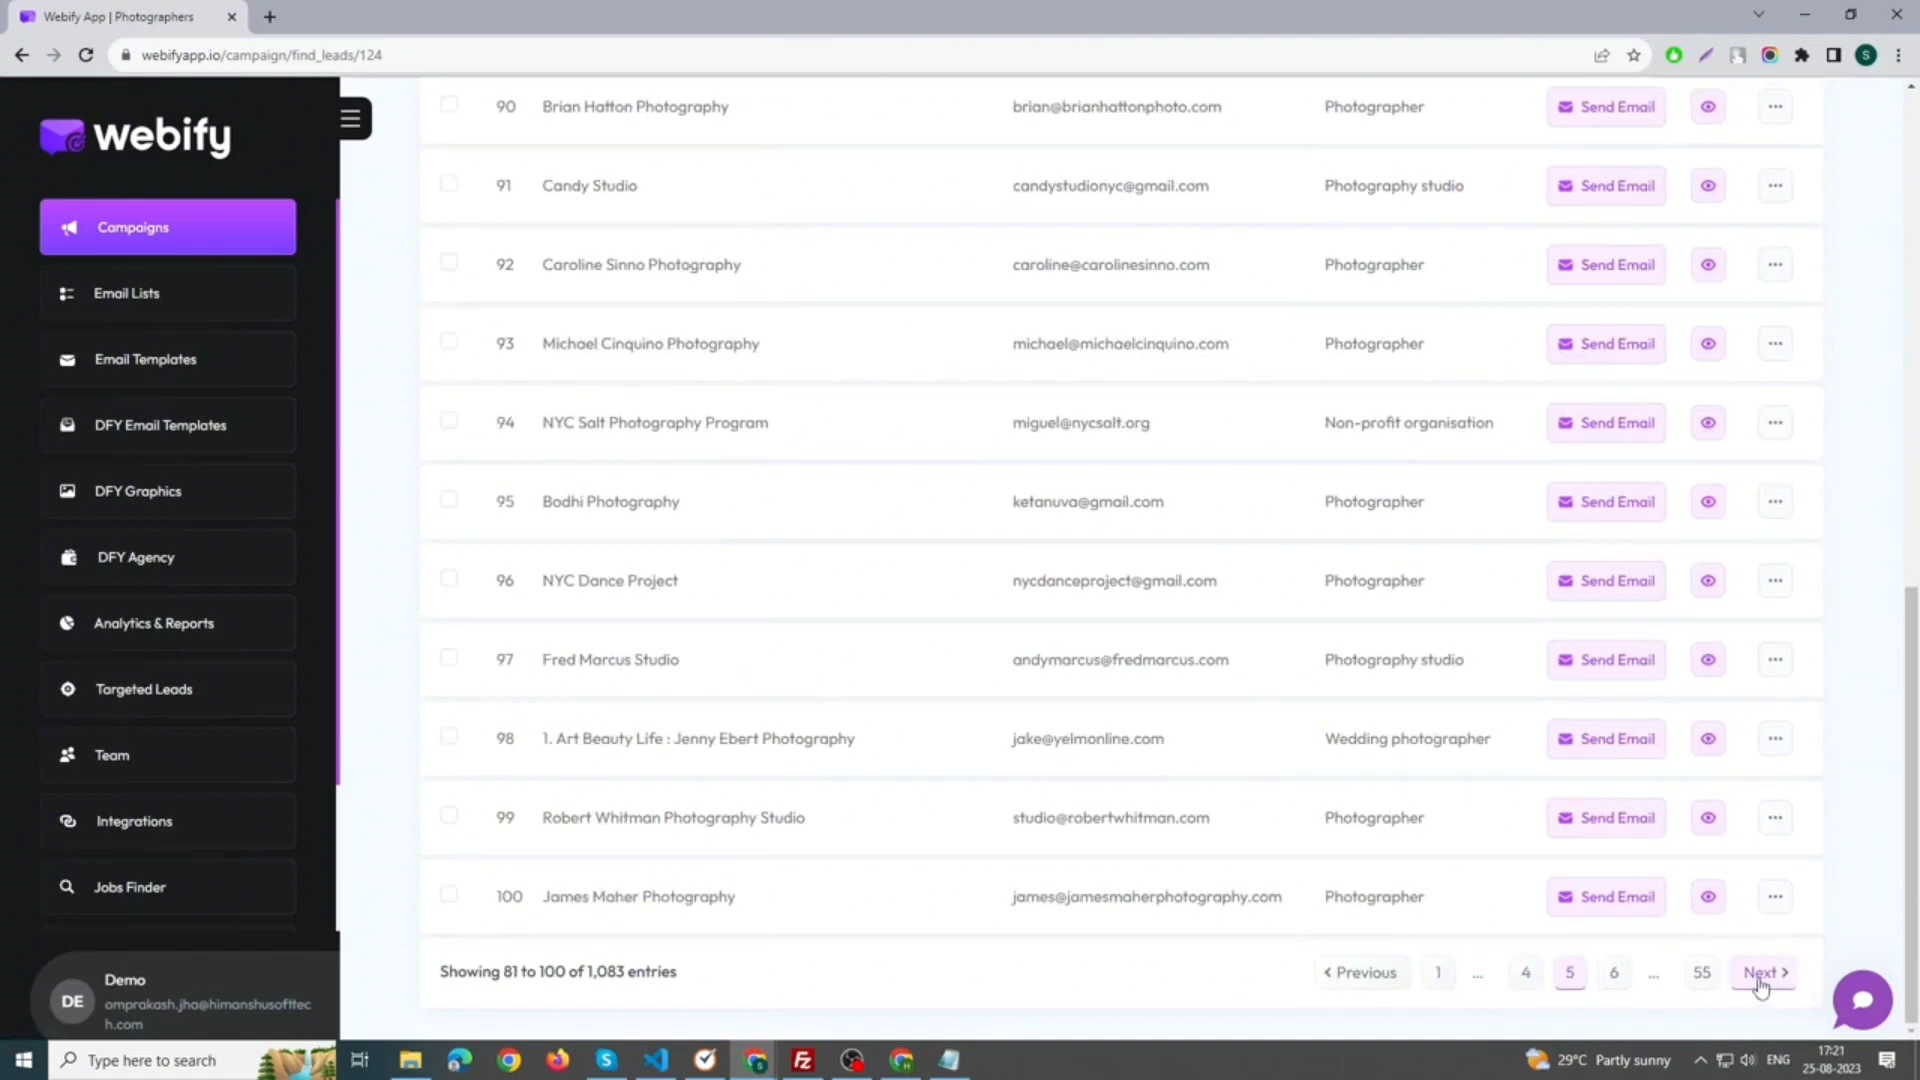 Webify App | Photographers
webifyapp.io/campaign/find_leads/124
S
webify
Campaigns
Email Lists
Email Templates
DFY Email Templates
DFY Graphics
DFY Agency
Analytics & Reports
Targeted Leads
Team
Integrations
Jobs Finder
DE
Demo
omprakash.jha@himanshusofttec
h.com
90 Brian Hatton Photography brian@brianhattonphoto.com Photographer Send Email
91 Candy Studio candystudionyc@gmail.com Photography studio Send Email
92 Caroline Sinno Photography caroline@carolinesinno.com Photographer Send Email
93 Michael Cinquino Photography michael@michaelcinquino.com Photographer Send Email
94 NYC Salt Photography Program miguel@nycsalt.org Non-profit organisation Send Email
95 Bodhi Photography ketanuva@gmail.com Photographer Send Email
96 NYC Dance Project nycdanceproject@gmail.com Photographer Send Email
97 Fred Marcus Studio andymarcus@fredmarcus.com Photography studio Send Email
98 1. Art Beauty Life : Jenny Ebert Photography jake@yelmonline.com Wedding photographer Send Email
99 Robert Whitman Photography Studio studio@robertwhitman.com Photographer Send Email
100 James Maher Photography james@jamesmaherphotography.com Photographer Send Email
Showing 81 to 100 of 1,083 entries
Previous 1 ... 4 5 6 ... 55 Next
Type here to search
29°C Partly sunny
ENG
17:21
25-08-2023